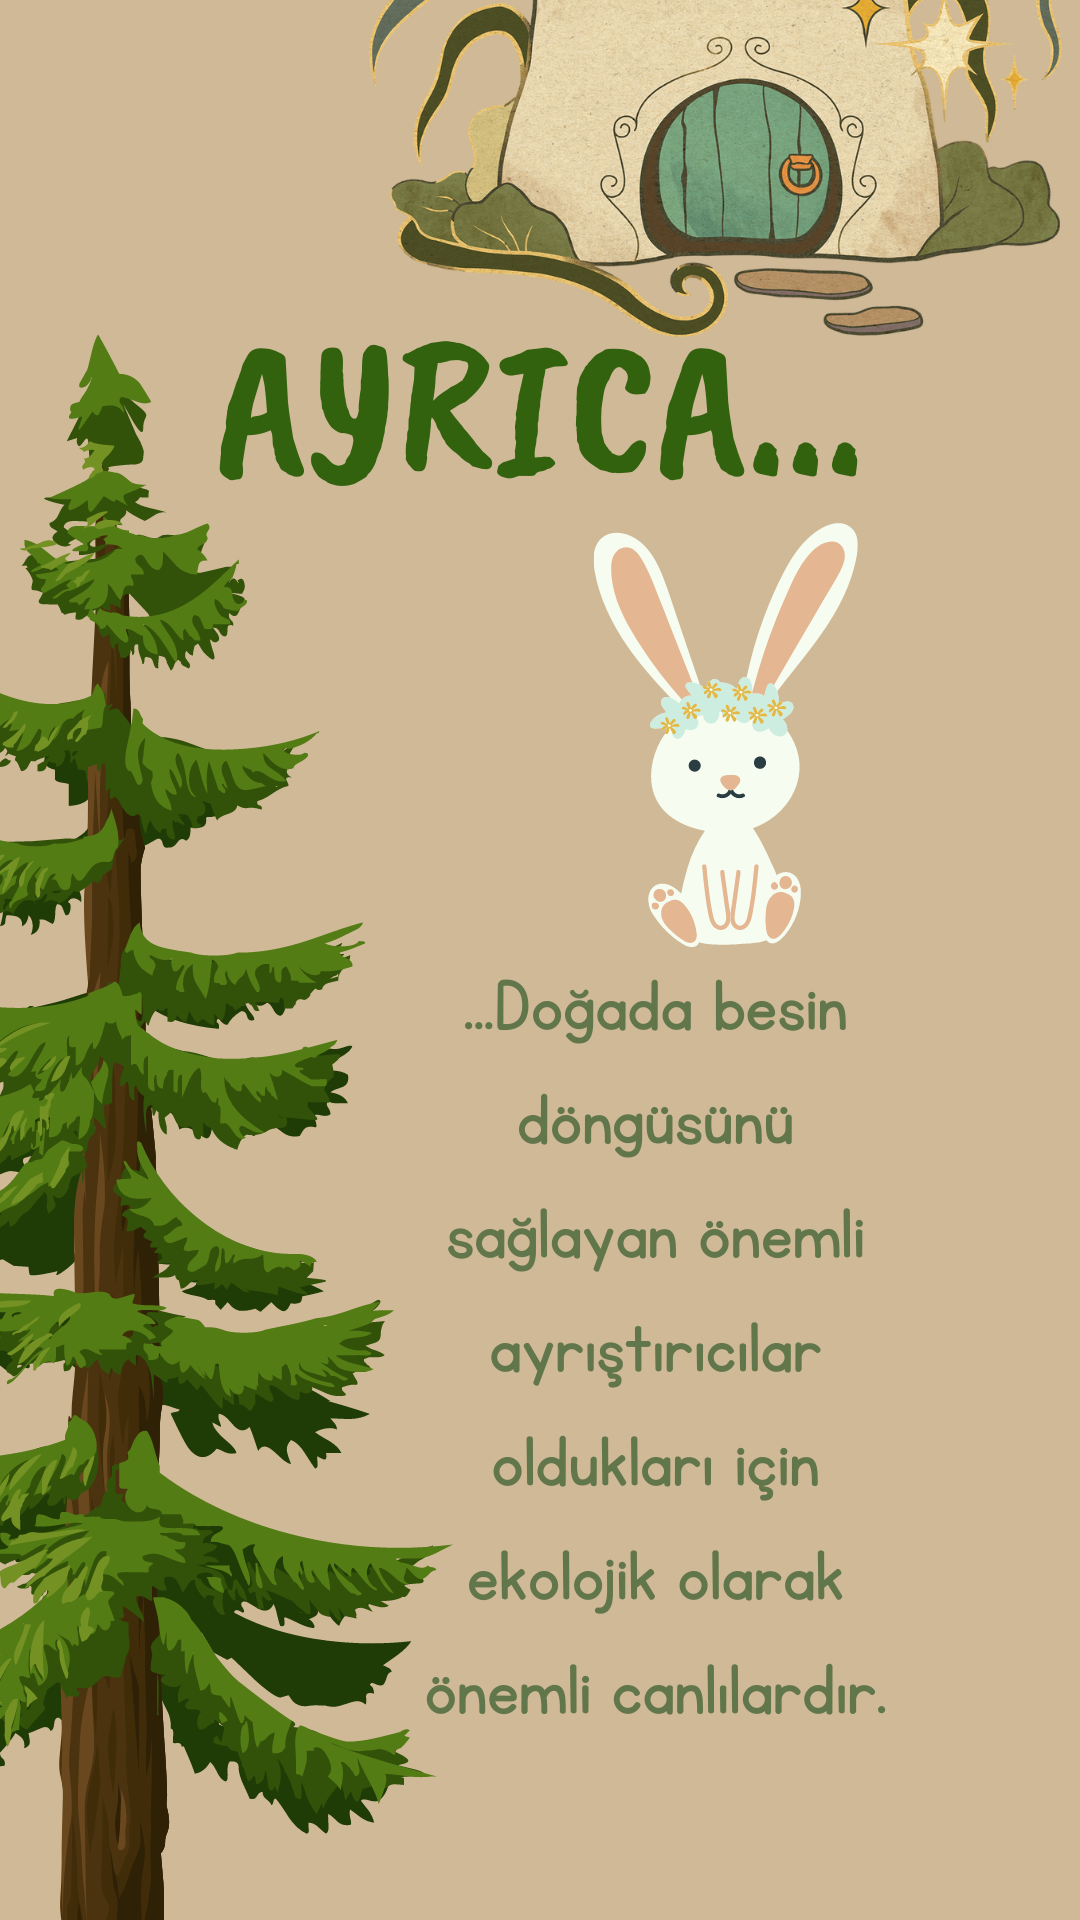 AYRICA...
...Doğada besin
döngüsünü
sağlayan önemli
ayrıştırıcılar
oldukları için
ekolojik olarak
önemli canlılardır.